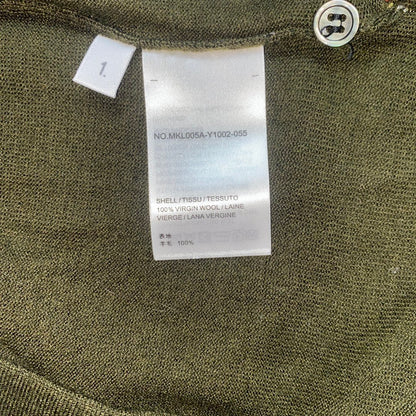 1.
NO.MKL005A-Y1002-055
SHELL / TISSU / TESSUTO
100% VIRGIN WOOL / LAINE
VIERGE / LANA VERGINE
表地
羊毛 100%